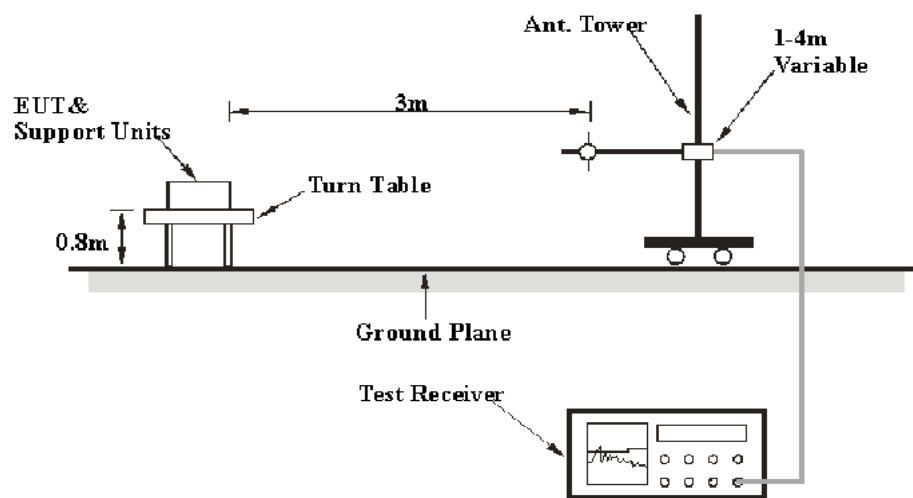 Ant. Tower
1-4m
Variable
3m
EUT&
Support Units
Turn Table
0.8m
Ground Plane
Test Receiver